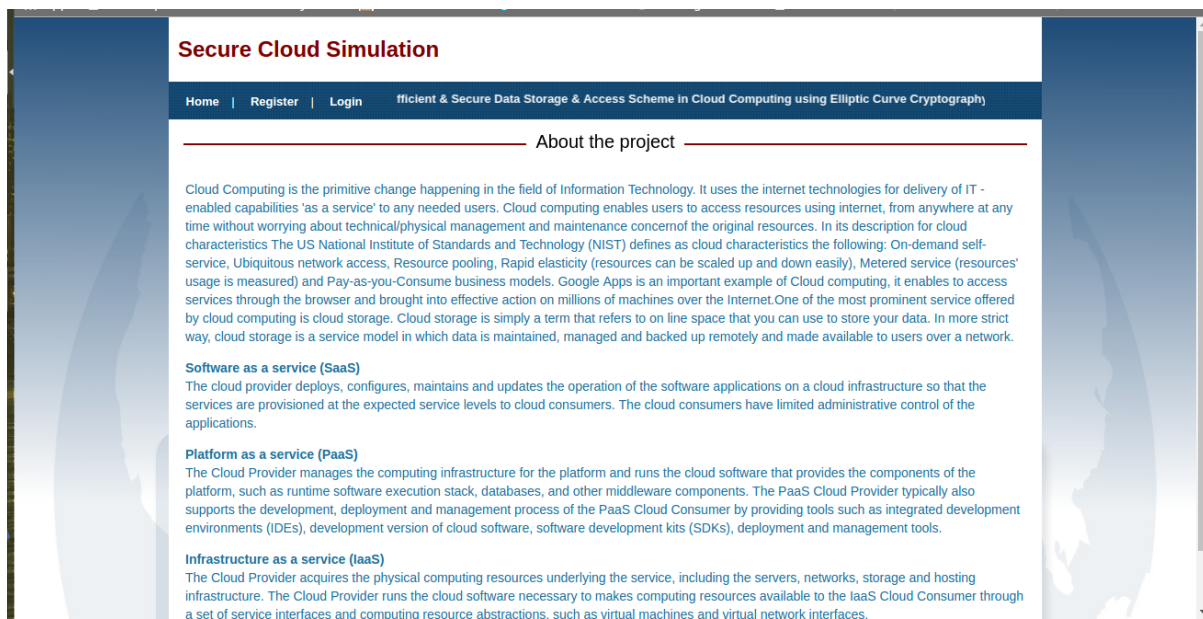 Secure Cloud Simulation
Home | Register | Login fficient & Secure Data Storage & Access Scheme in Cloud Computing using Elliptic Curve Cryptography
About the project
Cloud Computing is the primitive change happening in the field of Information Technology. It uses the internet technologies for delivery of IT -
enabled capabilities 'as a service' to any needed users. Cloud computing enables users to access resources using internet, from anywhere at any
time without worrying about technical/physical management and maintenance concernof the original resources. In its description for cloud
characteristics The US National Institute of Standards and Technology (NIST) defines as cloud characteristics the following: On-demand self-
service, Ubiquitous network access, Resource pooling, Rapid elasticity (resources can be scaled up and down easily), Metered service (resources'
usage is measured) and Pay-as-you-Consume business models. Google Apps is an important example of Cloud computing, it enables to access
services through the browser and brought into effective action on millions of machines over the Internet.One of the most prominent service offered
by cloud computing is cloud storage. Cloud storage is simply a term that refers to on line space that you can use to store your data. In more strict
way, cloud storage is a service model in which data is maintained, managed and backed up remotely and made available to users over a network.
Software as a service (SaaS)
The cloud provider deploys, configures, maintains and updates the operation of the software applications on a cloud infrastructure so that the
services are provisioned at the expected service levels to cloud consumers. The cloud consumers have limited administrative control of the
applications.
Platform as a service (PaaS)
The Cloud Provider manages the computing infrastructure for the platform and runs the cloud software that provides the components of the
platform, such as runtime software execution stack, databases, and other middleware components. The PaaS Cloud Provider typically also
supports the development, deployment and management process of the PaaS Cloud Consumer by providing tools such as integrated development
environments (IDEs), development version of cloud software, software development kits (SDKs), deployment and management tools.
Infrastructure as a service (IaaS)
The Cloud Provider acquires the physical computing resources underlying the service, including the servers, networks, storage and hosting
infrastructure. The Cloud Provider runs the cloud software necessary to makes computing resources available to the IaaS Cloud Consumer through
a set of service interfaces and computing resource abstractions, such as virtual machines and virtual network interfaces.